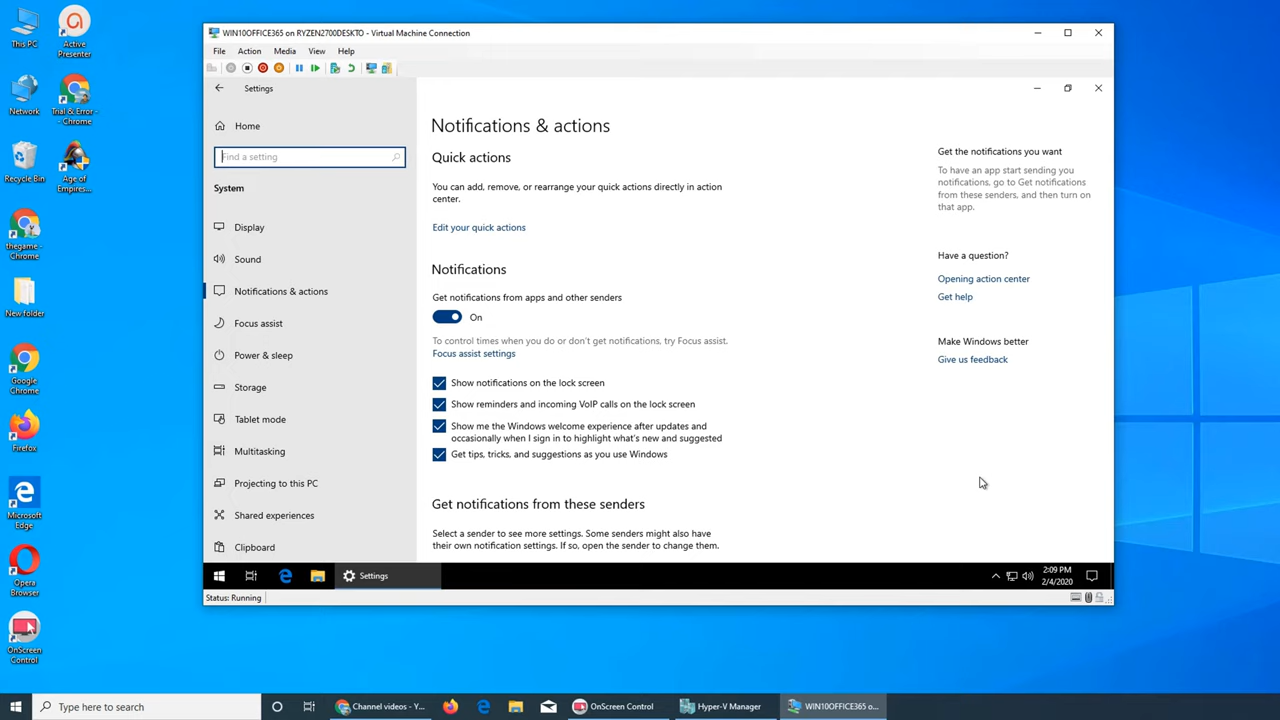 This PC
Active
Presenter
Network
Trial & Error -
- Chrome
Recycle Bin
Age of
Empires...
thegame -
Chrome
New folder
Google
Chrome
Firefox
Microsoft
Edge
Opera
Browser
OnScreen
Control
WIN10OFFICE365 on RYZEN2700DESKTO - Virtual Machine Connection
File Action Media View Help
Settings
Home
Find a setting
System
Display
Sound
Notifications & actions
Focus assist
Power & sleep
Storage
Tablet mode
Multitasking
Projecting to this PC
Shared experiences
Clipboard
Notifications & actions
Quick actions
You can add, remove, or rearrange your quick actions directly in action
center.
Edit your quick actions
Notifications
Get notifications from apps and other senders
On
To control times when you do or don't get notifications, try Focus assist.
Focus assist settings
Show notifications on the lock screen
Show reminders and incoming VoIP calls on the lock screen
Show me the Windows welcome experience after updates and
occasionally when I sign in to highlight what's new and suggested
Get tips, tricks, and suggestions as you use Windows
Get notifications from these senders
Select a sender to see more settings. Some senders might also have
their own notification settings. If so, open the sender to change them.
Get the notifications you want
To have an app start sending you
notifications, go to Get notifications
from these senders, and then turn on
that app.
Have a question?
Opening action center
Get help
Make Windows better
Give us feedback
Settings
2:09 PM
2/4/2020
Status: Running
Type here to search
Channel videos - Y...
OnScreen Control
Hyper-V Manager
WIN10OFFICE365 o...